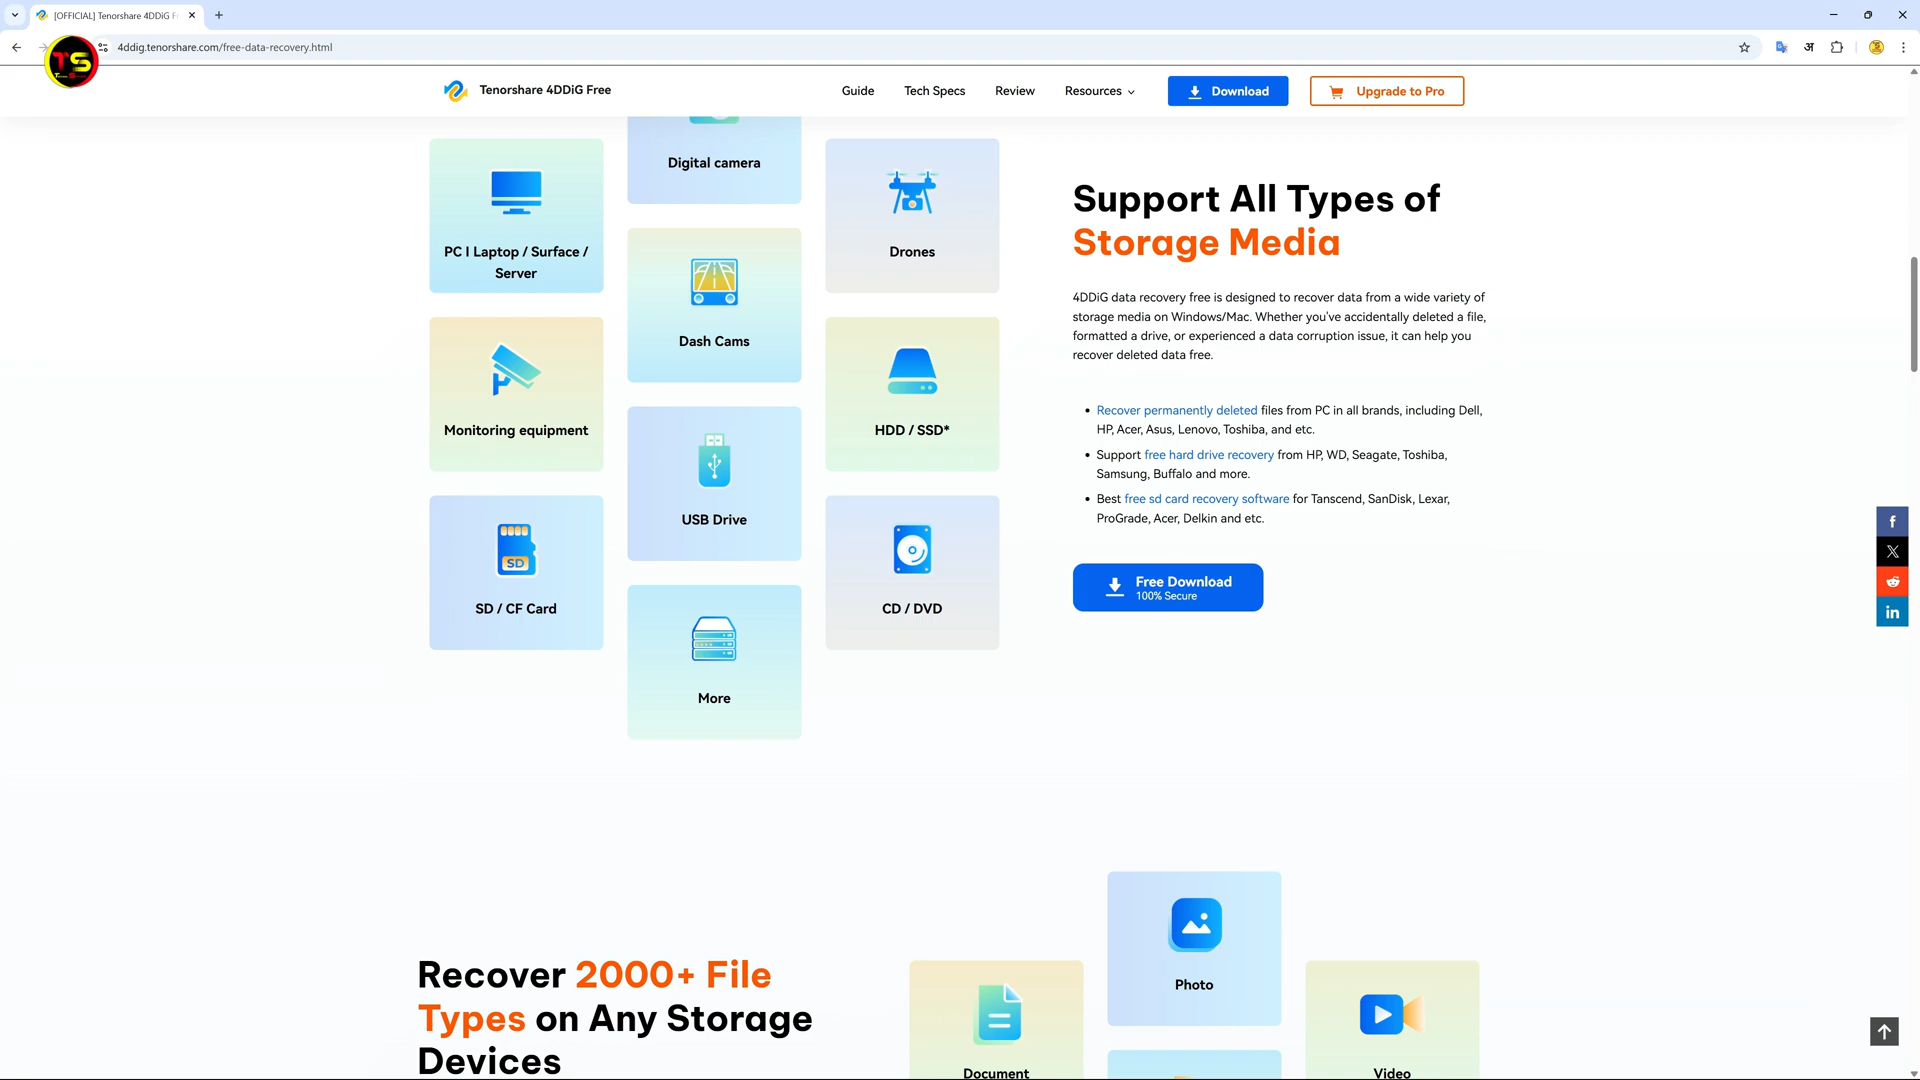 [OFFICIAL] Tenorshare 4DDiG F
4ddig.tenorshare.com/free-data-recovery.html
अ
TS
Tenorshare 4DDiG Free
Guide
Tech Specs
Review
Resources
Download
Upgrade to Pro
Digital camera
PC I Laptop / Surface /
Server
Drones
Dash Cams
Monitoring equipment
HDD / SSD*
USB Drive
SD
SD / CF Card
CD / DVD
More
Support All Types of
Storage Media
4DDiG data recovery free is designed to recover data from a wide variety of
storage media on Windows/Mac. Whether you've accidentally deleted a file,
formatted a drive, or experienced a data corruption issue, it can help you
recover deleted data free.
Recover permanently deleted files from PC in all brands, including Dell,
HP, Acer, Asus, Lenovo, Toshiba, and etc.
Support free hard drive recovery from HP, WD, Seagate, Toshiba,
Samsung, Buffalo and more.
Best free sd card recovery software for Tanscend, SanDisk, Lexar,
ProGrade, Acer, Delkin and etc.
Free Download
100% Secure
Recover 2000+ File
Types on Any Storage
Devices
Photo
Document
Video